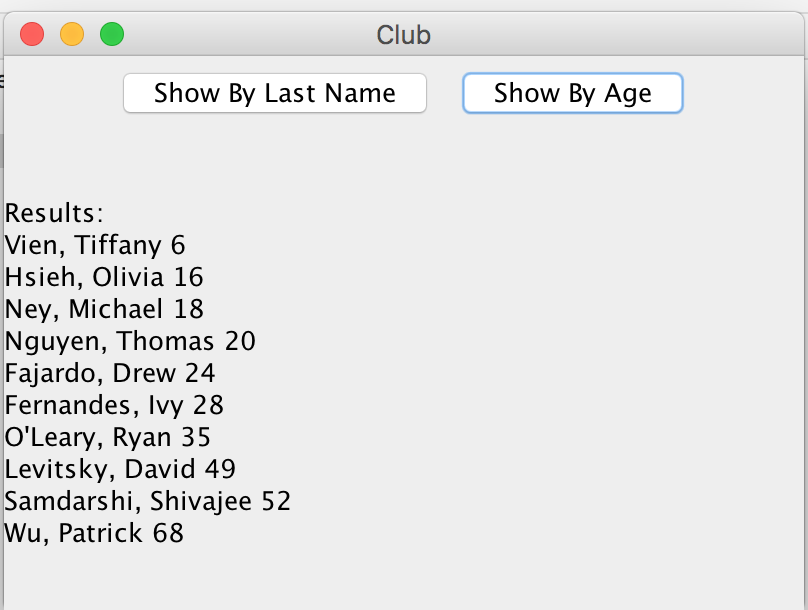 Club
Show By Last Name Show By Age
Results:
Vien, Tiffany 6
Hsieh, Olivia 16
Ney, Michael 18
Nguyen, Thomas 20
Fajardo, Drew 24
Fernandes, Ivy 28
O'Leary, Ryan 35
Levitsky, David 49
Samdarshi, Shivajee 52
Wu, Patrick 68